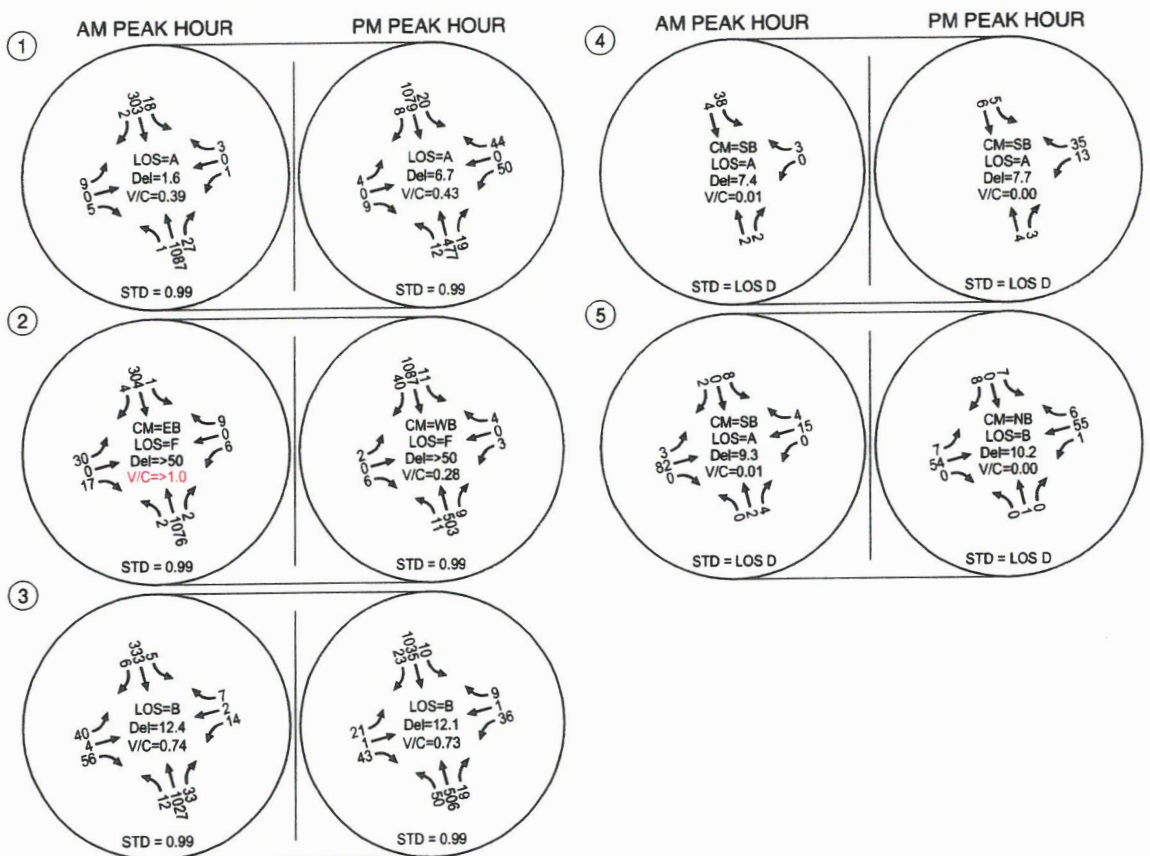 AM PEAK HOUR
PM PEAK HOUR
1
2 303 18
3
0
1
9
0
5
1 1087 27
LOS=A
Del=1.6
V/C=0.39
STD = 0.99
8 1079 20
44
0
50
4
0
9
12 477 19
LOS=A
Del=6.7
V/C=0.43
STD = 0.99
2
4 304 1
9
0
6
30
0
17
2 1076 2
CM=EB
LOS=F
Del=>50
V/C=>1.0
STD = 0.99
40 1087 11
4
0
3
2
0
6
11 503 9
CM=WB
LOS=F
Del=>50
V/C=0.28
STD = 0.99
3
6 333 5
7
2
14
40
4
56
12 1027 33
LOS=B
Del=12.4
V/C=0.74
STD = 0.99
23 1035 10
9
1
36
21
1
43
50 506 19
LOS=B
Del=12.1
V/C=0.73
STD = 0.99
AM PEAK HOUR
PM PEAK HOUR
4
4 38
3
0
2 2
CM=SB
LOS=A
Del=7.4
V/C=0.01
STD = LOS D
6 5
35
13
4 3
CM=SB
LOS=A
Del=7.7
V/C=0.00
STD = LOS D
5
2 0 8
4
15
0
3
82
0
0 2 4
CM=SB
LOS=A
Del=9.3
V/C=0.01
STD = LOS D
8 0 7
6
55
1
7
54
0
0 1 0
CM=NB
LOS=B
Del=10.2
V/C=0.00
STD = LOS D